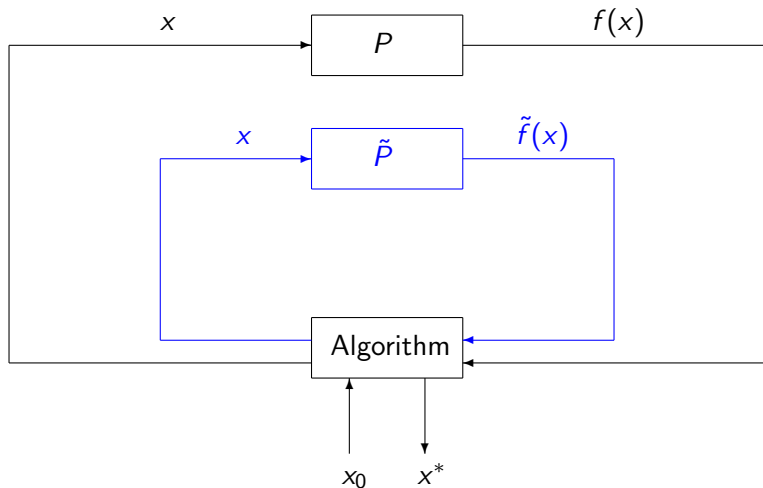 x P f(x)
x P̃ f̃(x)
Algorithm
x₀ x*